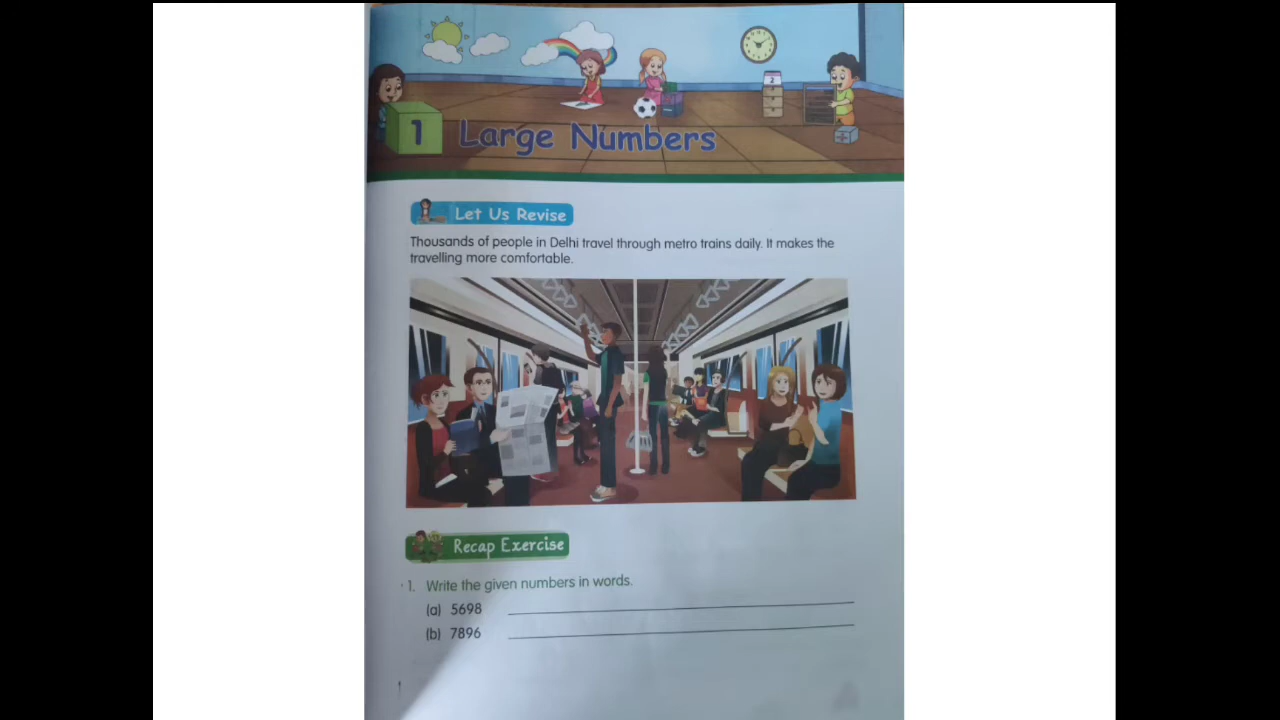 1 Large Numbers
Let Us Revise
Thousands of people in Delhi travel through metro trains daily. It makes the
travelling more comfortable.
Recap Exercise
1. Write the given numbers in words.
(a) 5698
(b) 7896